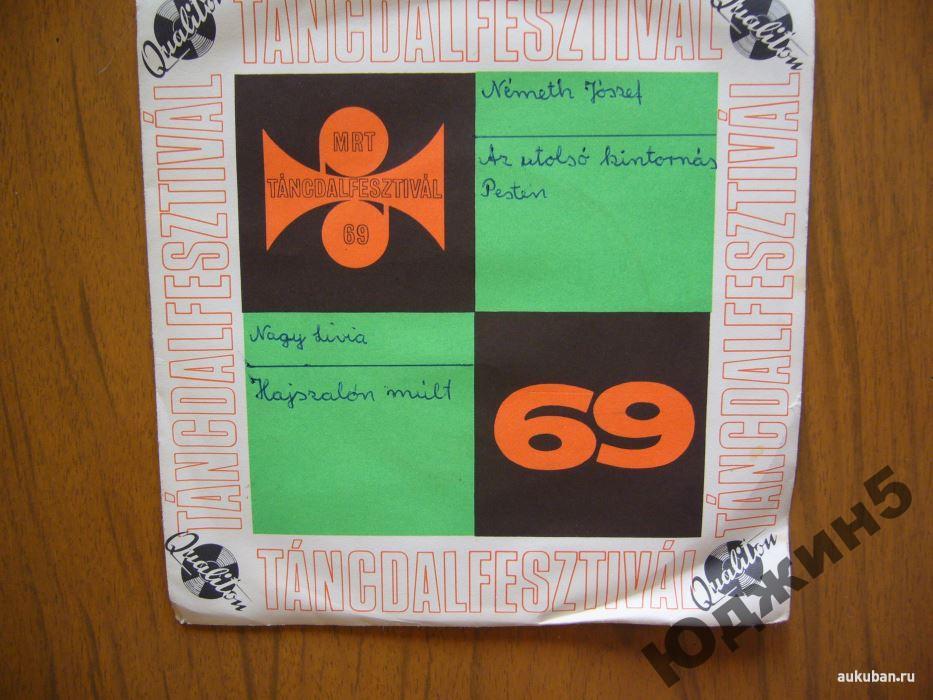 Qualiton
TÁNCDALFESZTIVÁL
Qualiton
TÁNCDALFESZTIVÁL
MRT
TÁNCDALFESZTIVÁL
69
Németh József
Az utolsó kintornás
Pesten
Nagy Lívia
Hajszalón múlt
69
TÁNCDALFESZTIVÁL
Qualiton
TÁNCDALFESZTIVÁL
Qualiton
ЮДЖИН5
aukuban.ru